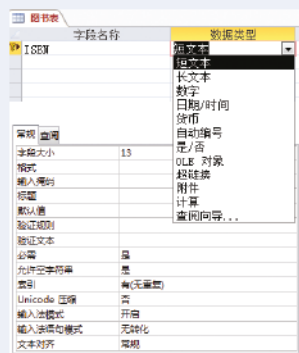 图书表
字段名称 数据类型
ISBN 短文本
短文本
长文本
数字
日期/时间
货币
自动编号
是/否
OLE 对象
超链接
附件
计算
查阅向导...
常规 查阅
字段大小 13
格式
输入掩码
标题
默认值
验证规则
验证文本
必需 是
允许空字符串 是
索引 有(无重复)
Unicode 压缩 否
输入法模式 开启
输入法语句模式 无转化
文本对齐 常规